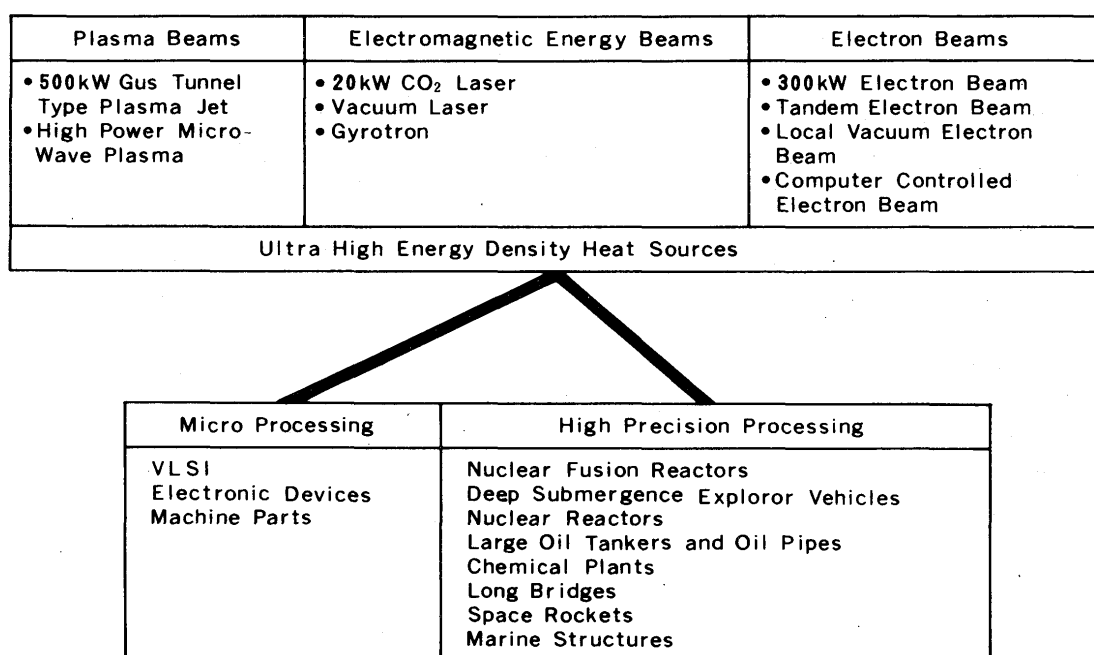 Plasma Beams
Electromagnetic Energy Beams
Electron Beams
• 500kW Gus Tunnel
Type Plasma Jet
• High Power Micro-
Wave Plasma
• 20kW CO₂ Laser
• Vacuum Laser
• Gyrotron
• 300kW Electron Beam
• Tandem Electron Beam
• Local Vacuum Electron
Beam
• Computer Controlled
Electron Beam
Ultra High Energy Density Heat Sources
Micro Processing
High Precision Processing
VLSI
Electronic Devices
Machine Parts
Nuclear Fusion Reactors
Deep Submergence Exploror Vehicles
Nuclear Reactors
Large Oil Tankers and Oil Pipes
Chemical Plants
Long Bridges
Space Rockets
Marine Structures